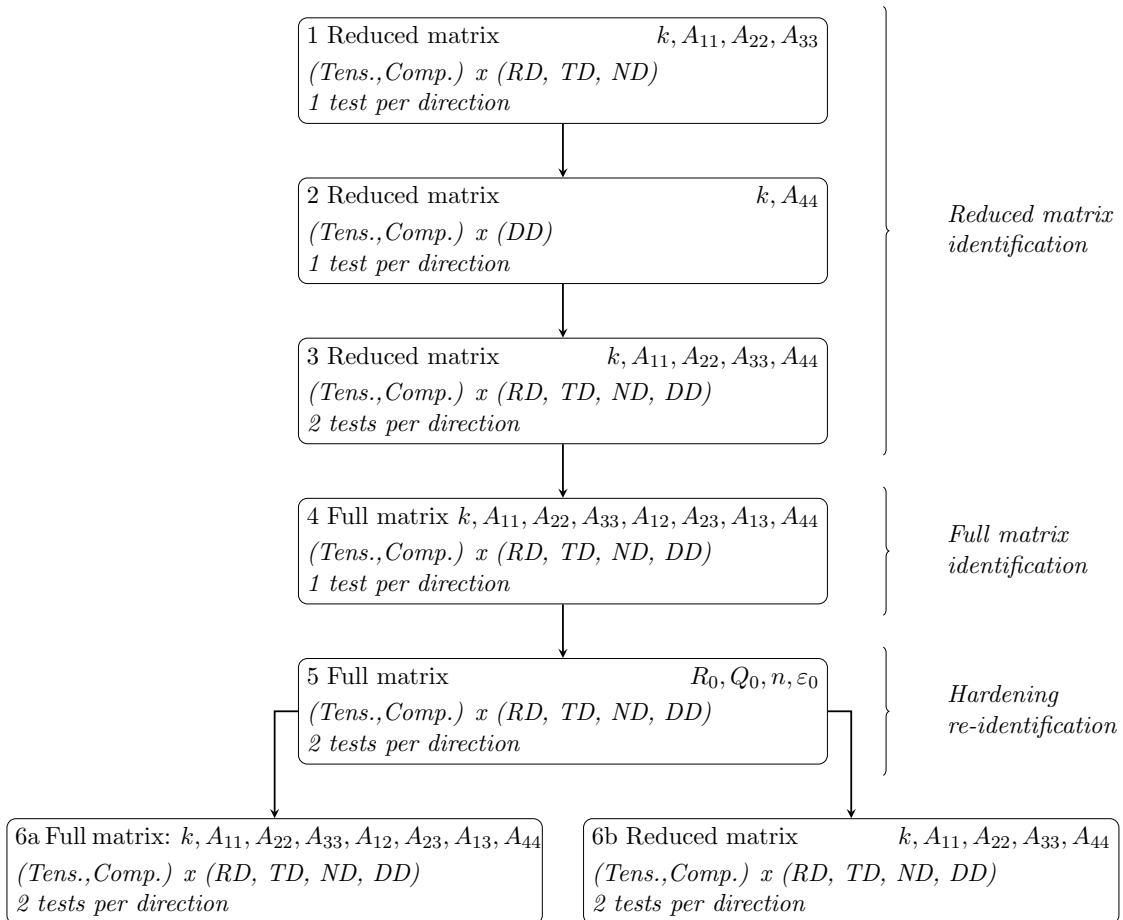 1 Reduced matrix k, A₁₁, A₂₂, A₃₃
(Tens.,Comp.) x (RD, TD, ND)
1 test per direction
2 Reduced matrix k, A₄₄
(Tens.,Comp.) x (DD)
1 test per direction
Reduced matrix
identification
3 Reduced matrix k, A₁₁, A₂₂, A₃₃, A₄₄
(Tens.,Comp.) x (RD, TD, ND, DD)
2 tests per direction
4 Full matrix k, A₁₁, A₂₂, A₃₃, A₁₂, A₂₃, A₁₃, A₄₄
(Tens.,Comp.) x (RD, TD, ND, DD)
1 test per direction
Full matrix
identification
5 Full matrix R₀, Q₀, n, ε₀
(Tens.,Comp.) x (RD, TD, ND, DD)
2 tests per direction
Hardening
re-identification
6a Full matrix: k, A₁₁, A₂₂, A₃₃, A₁₂, A₂₃, A₁₃, A₄₄
(Tens.,Comp.) x (RD, TD, ND, DD)
2 tests per direction
6b Reduced matrix k, A₁₁, A₂₂, A₃₃, A₄₄
(Tens.,Comp.) x (RD, TD, ND, DD)
2 tests per direction